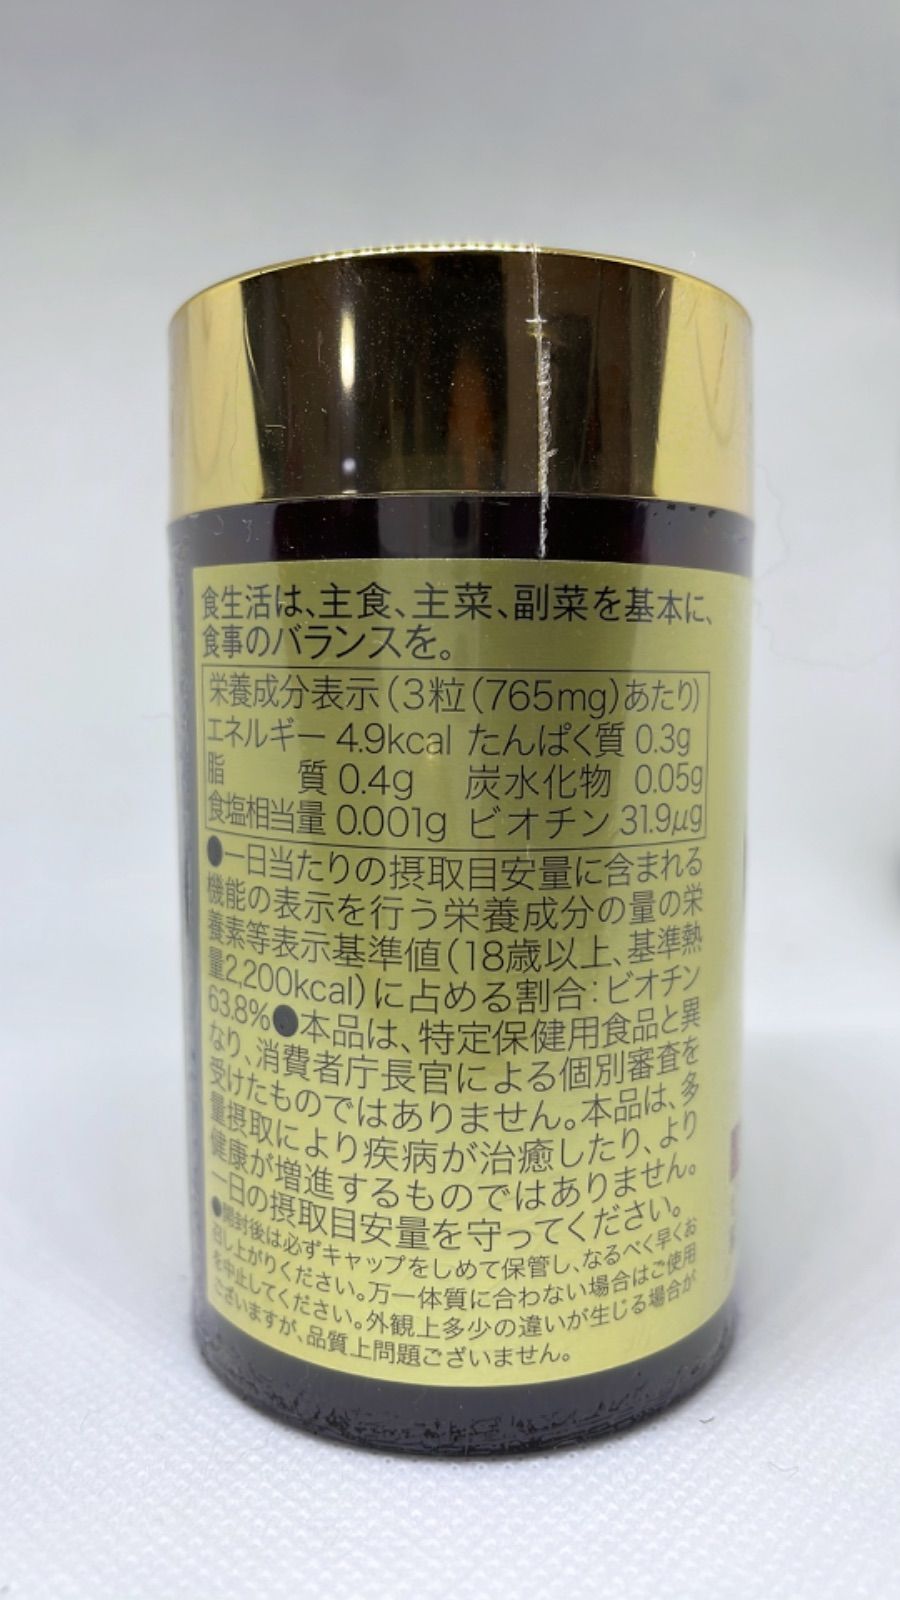 食生活は、主食、主菜、副菜を基本に、
食事のバランスを。
栄養成分表示(3粒(765mg)あたり)
エネルギー 4.9kcal たんぱく質 0.3g
脂質 0.4g 炭水化物 0.05g
食塩相当量 0.001g ビオチン 31.9μg
●一日当たりの摂取目安量に含まれる
機能の表示を行う栄養成分の量の栄
養素等表示基準値(18歳以上、基準熱
量2,200kcal)に占める割合:ビオチン
63.8%●本品は、特定保健用食品と異
なり、消費者庁長官による個別審査を
受けたものではありません。本品は、多
量摂取により疾病が治癒したり、より
健康が増進するものではありません。
一日の摂取目安量を守ってください。
●開封後は必ずキャップをしめて保管し、なるべく早くお
召し上がりください。万一体質に合わない場合はご使用
を中止してください。外観上多少の違いが生じる場合が
ございますが、品質上問題ございません。